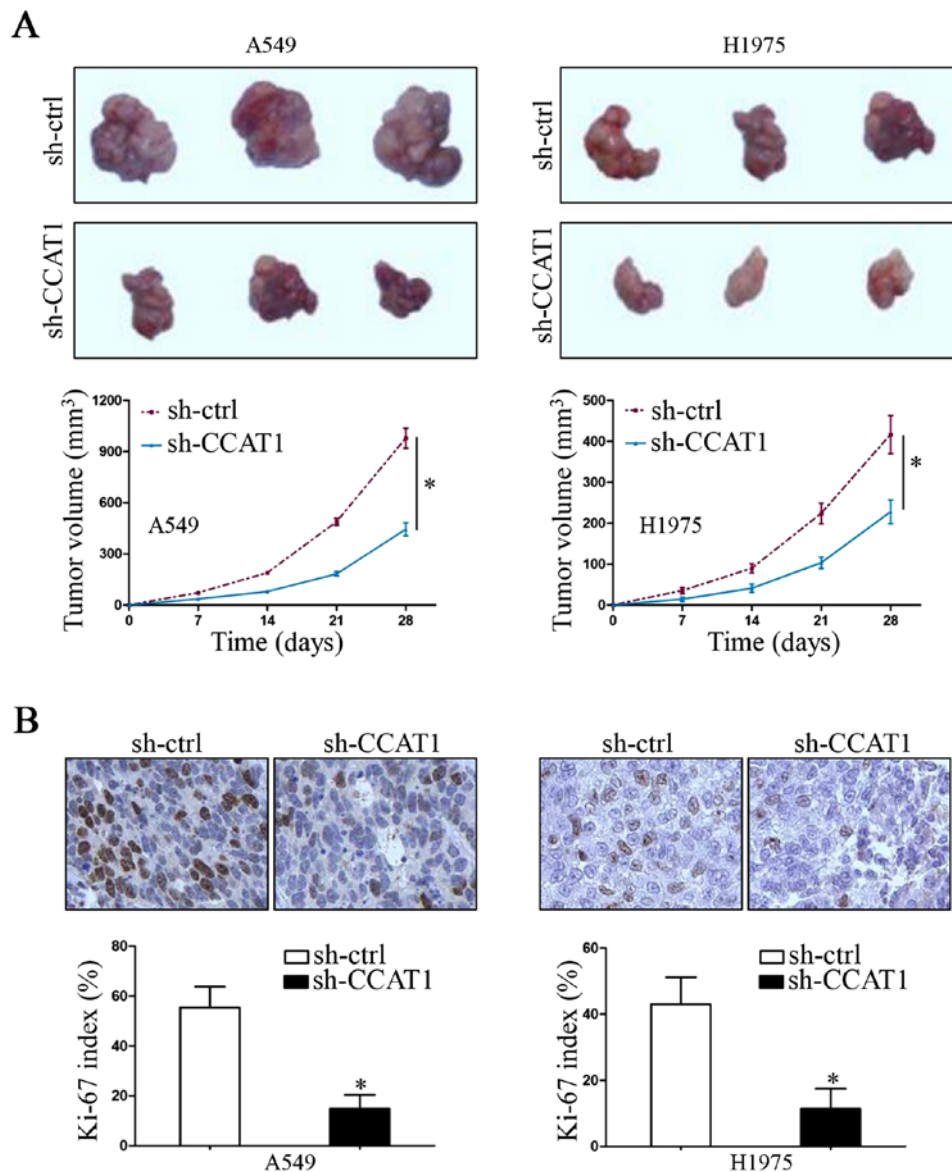 A
A549
H1975
sh-ctrl
sh-CCAT1
sh-ctrl
sh-CCAT1
Tumor volume (mm³)
1200
900
600
300
0
sh-ctrl
sh-CCAT1
*
A549
0 7 14 21 28
Time (days)
Tumor volume (mm³)
500
400
300
200
100
0
sh-ctrl
sh-CCAT1
*
H1975
0 7 14 21 28
Time (days)
B
sh-ctrl sh-CCAT1
sh-ctrl sh-CCAT1
Ki-67 index (%)
80
60
40
20
0
sh-ctrl
sh-CCAT1
*
A549
Ki-67 index (%)
60
40
20
0
sh-ctrl
sh-CCAT1
*
H1975